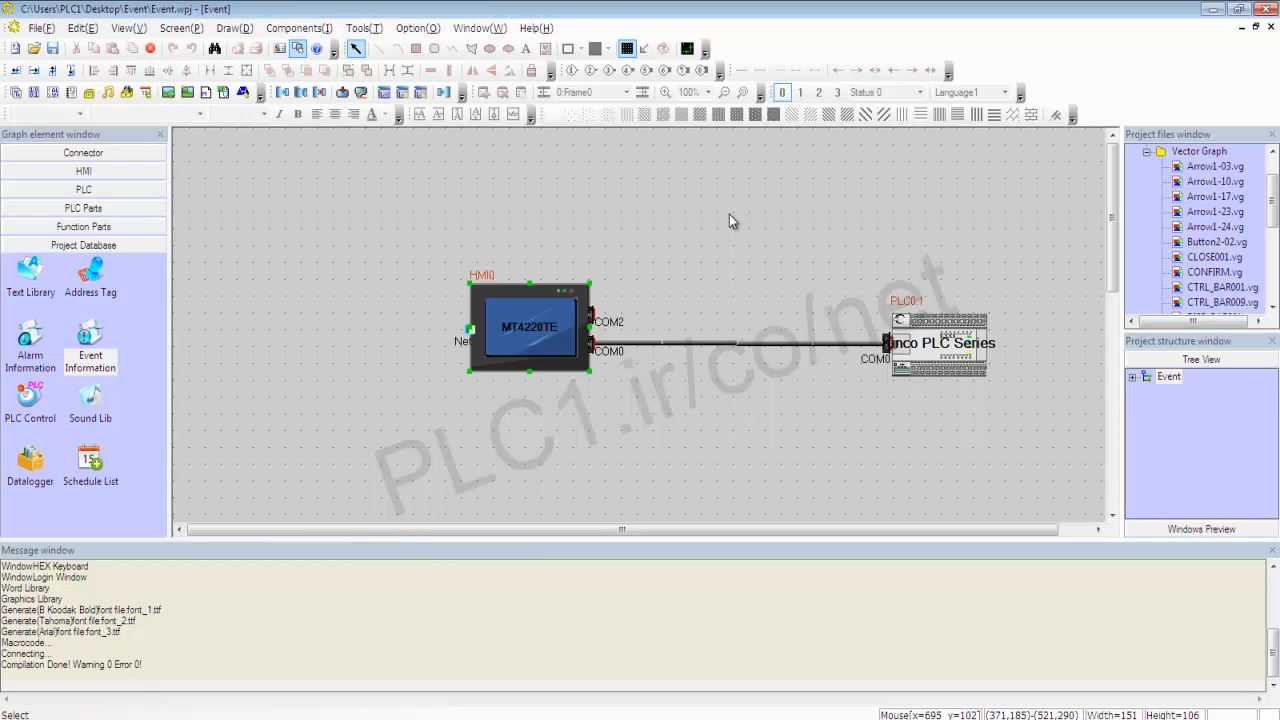 C:\Users\PLC1\Desktop\Event\Event.wpj - [Event]
File(F) Edit(E) View(V) Screen(P) Draw(D) Components(I) Tools(T) Option(O) Window(W) Help(H)
0:Frame0 100% 0 1 2 3 Status 0 Language1
Graph element window
Connector
HMI
PLC
PLC Parts
Function Parts
Project Database
Text Library Address Tag
Alarm Information Event Information
PLC Control Sound Lib
Datalogger Schedule List
HMI0
MT4220TE
COM2
Net
COM0
PLC0:1
Kinco PLC Series
COM0
PLC1.ir/co/net
Project files window
Vector Graph
Arrow1-03.vg
Arrow1-10.vg
Arrow1-17.vg
Arrow1-23.vg
Arrow1-24.vg
Button2-02.vg
CLOSE001.vg
CONFIRM.vg
CTRL_BAR001.vg
CTRL_BAR009.vg
Project structure window
Tree View
Event
Windows Preview
Message window
WindowHEX Keyboard
WindowLogin Window
Word Library
Graphics Library
Generate(B Koodak Bold)font file:font_1.ttf
Generate(Tahoma)font file:font_2.ttf
Generate(Arial)font file:font_3.ttf
Macrocode...
Connecting...
Compilation Done! Warning 0 Error 0!
Select Mouse[x=695 y=102] (371,185)-(521,290) Width=151 Height=106